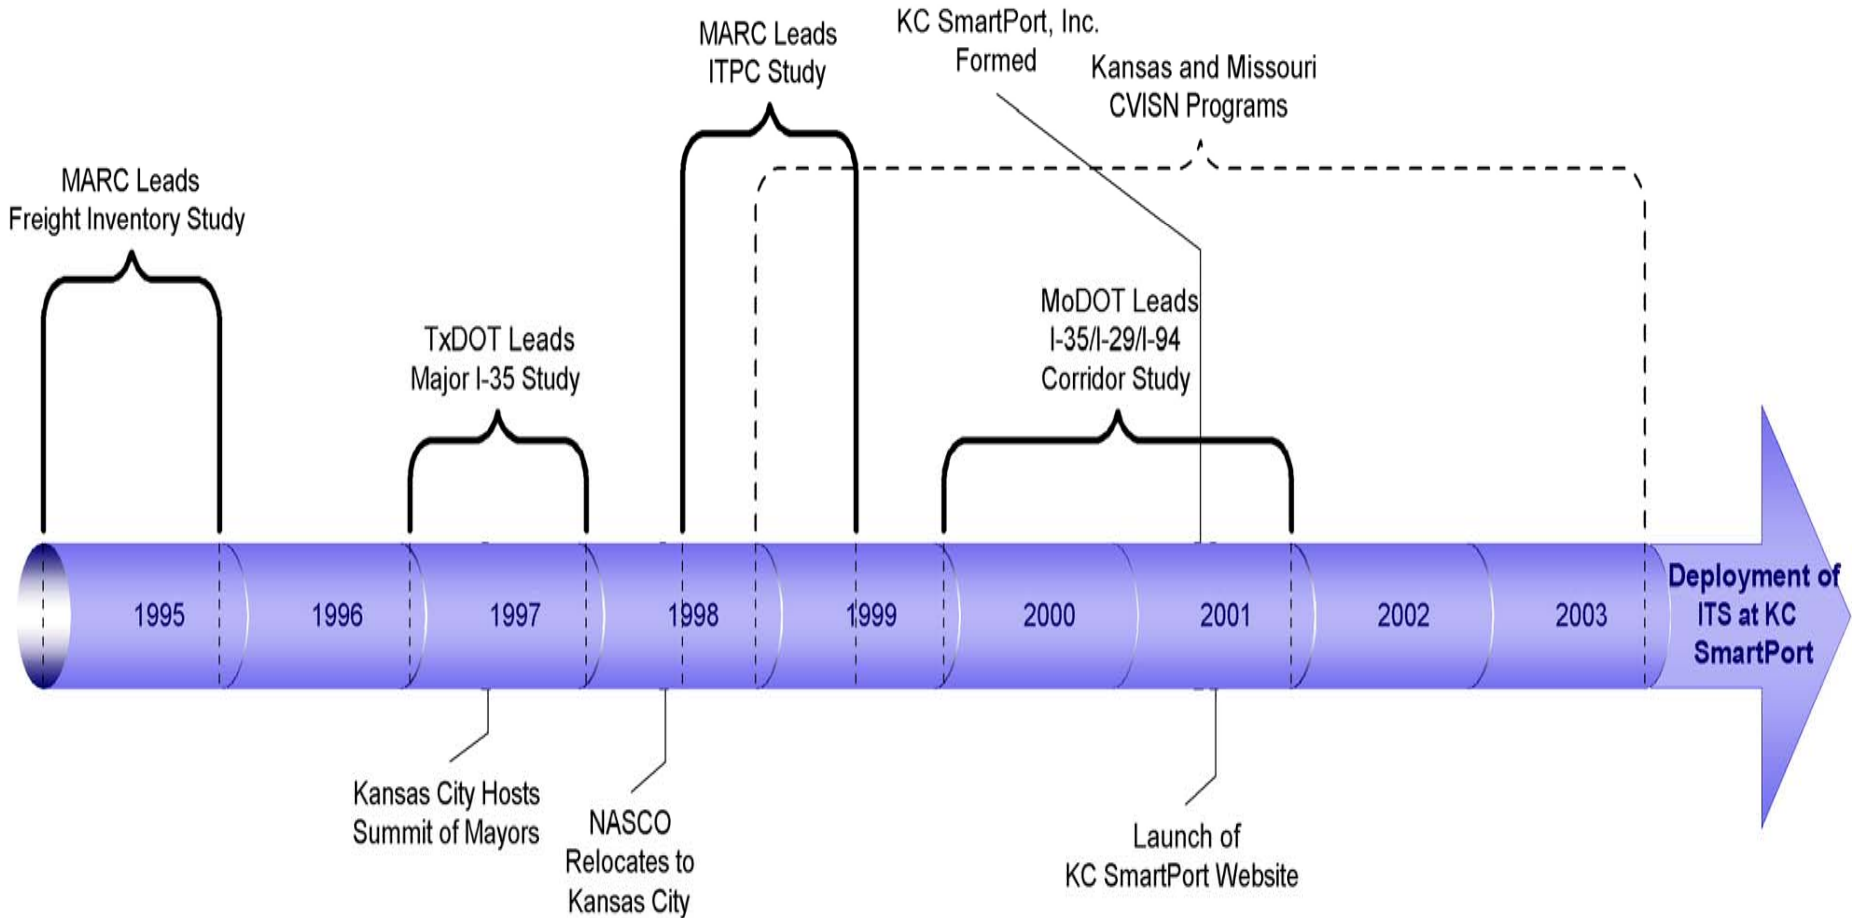 MARC Leads
Freight Inventory Study
TxDOT Leads
Major I-35 Study
MARC Leads
ITPC Study
KC SmartPort, Inc.
Formed
Kansas and Missouri
CVISN Programs
MoDOT Leads
I-35/I-29/I-94
Corridor Study
1995
1996
1997
1998
1999
2000
2001
2002
2003
Deployment of
ITS at KC
SmartPort
Kansas City Hosts
Summit of Mayors
NASCO
Relocates to
Kansas City
Launch of
KC SmartPort Website